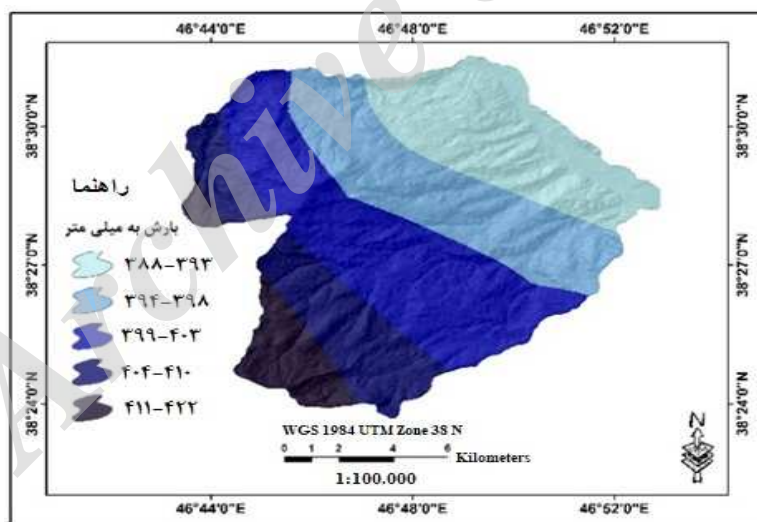 46°44'0"E 46°48'0"E 46°52'0"E
38°30'0"N 38°30'0"N
راهنما
بارش به میلی متر
۳۸۸-۳۹۳
۳۹۴-۳۹۸
۳۹۹-۴۰۳
۴۰۴-۴۱۰
۴۱۱-۴۲۲
38°27'0"N 38°27'0"N
38°24'0"N 38°24'0"N
WGS 1984 UTM Zone 38 N
0 1 2 4 6
Kilometers
1:100.000
N
46°44'0"E 46°48'0"E 46°52'0"E
Archive of